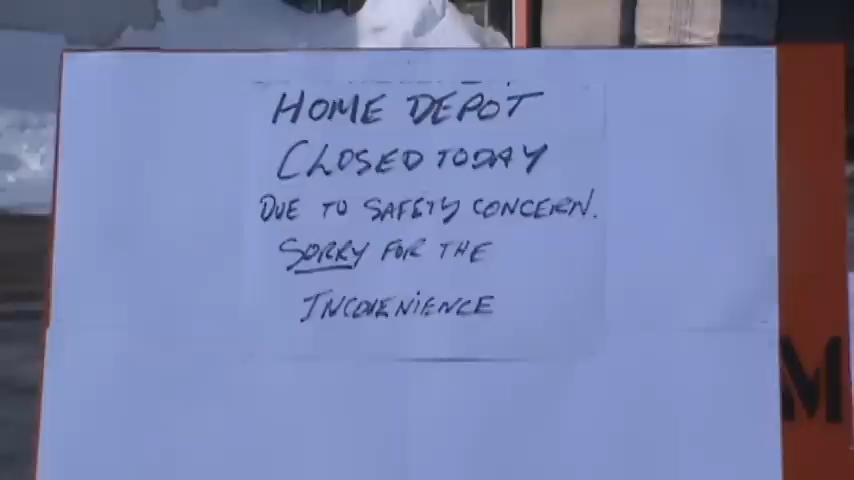 HOME DEPOT
CLOSED TODAY
DUE TO SAFETY CONCERN.
SORRY FOR THE
INCOVENIENCE
M